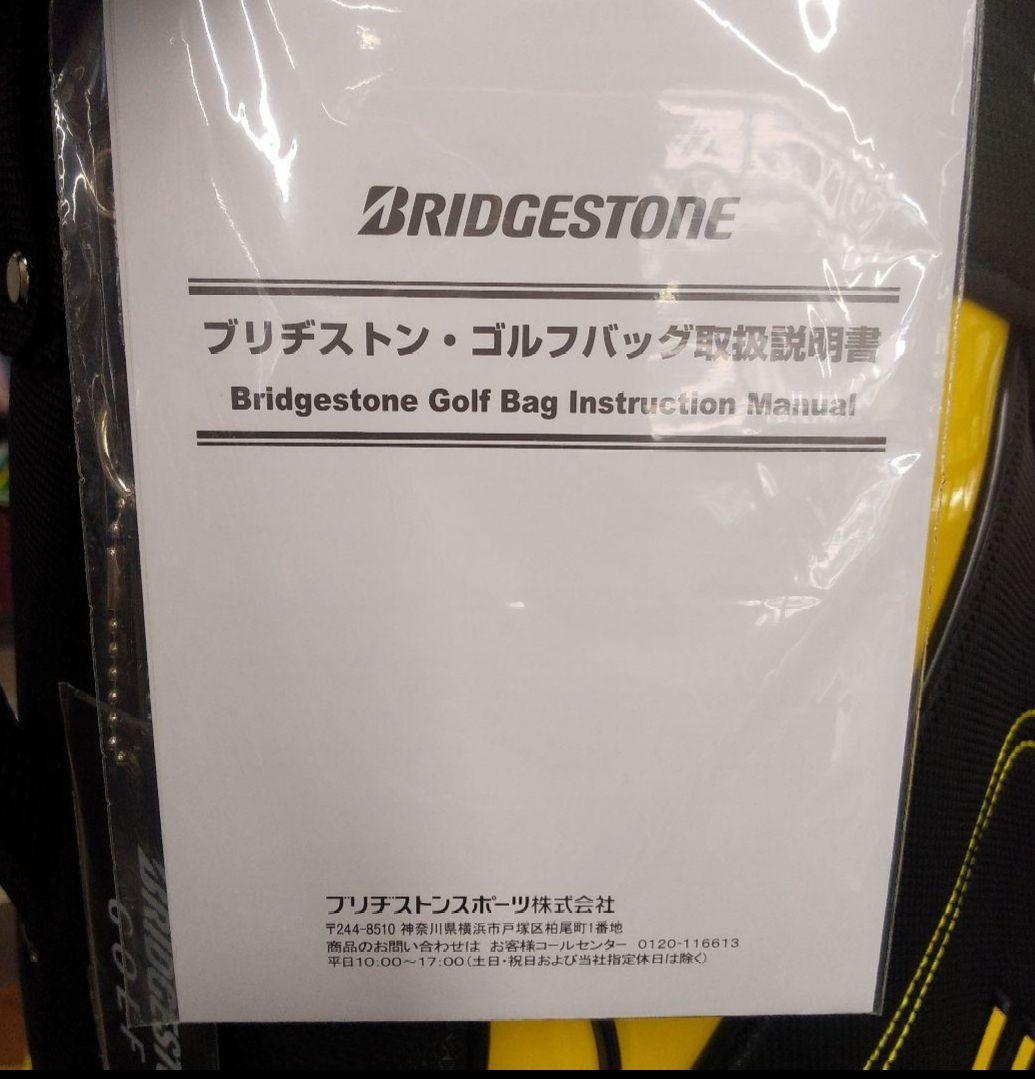 BRIDGESTONE
ブリヂストン・ゴルフバッグ取扱説明書
Bridgestone Golf Bag Instruction Manual
ブリヂストンスポーツ株式会社
〒244-8510 神奈川県横浜市戸塚区柏尾町1番地
商品のお問い合わせは お客様コールセンター 0120-116613
平日10:00～17:00(土日・祝日および当社指定休日は除く)
GOLF